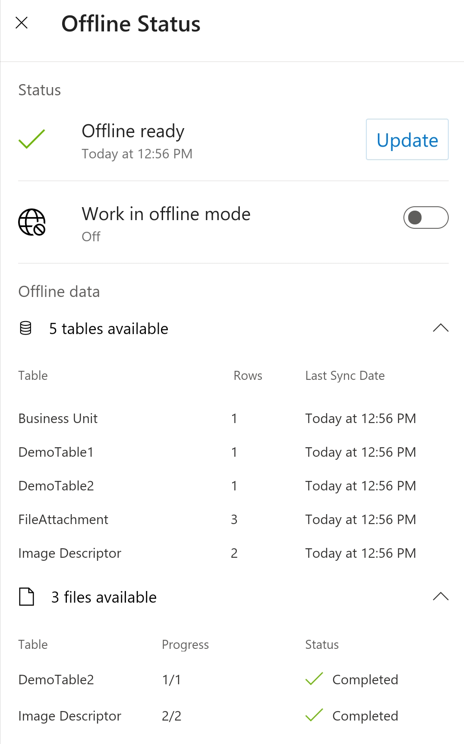 Offline Status
Status
Offline ready
Today at 12:56 PM
Update
Work in offline mode
Off
Offline data
5 tables available
Table Rows Last Sync Date
Business Unit 1 Today at 12:56 PM
DemoTable1 1 Today at 12:56 PM
DemoTable2 1 Today at 12:56 PM
FileAttachment 3 Today at 12:56 PM
Image Descriptor 2 Today at 12:56 PM
3 files available
Table Progress Status
DemoTable2 1/1 Completed
Image Descriptor 2/2 Completed